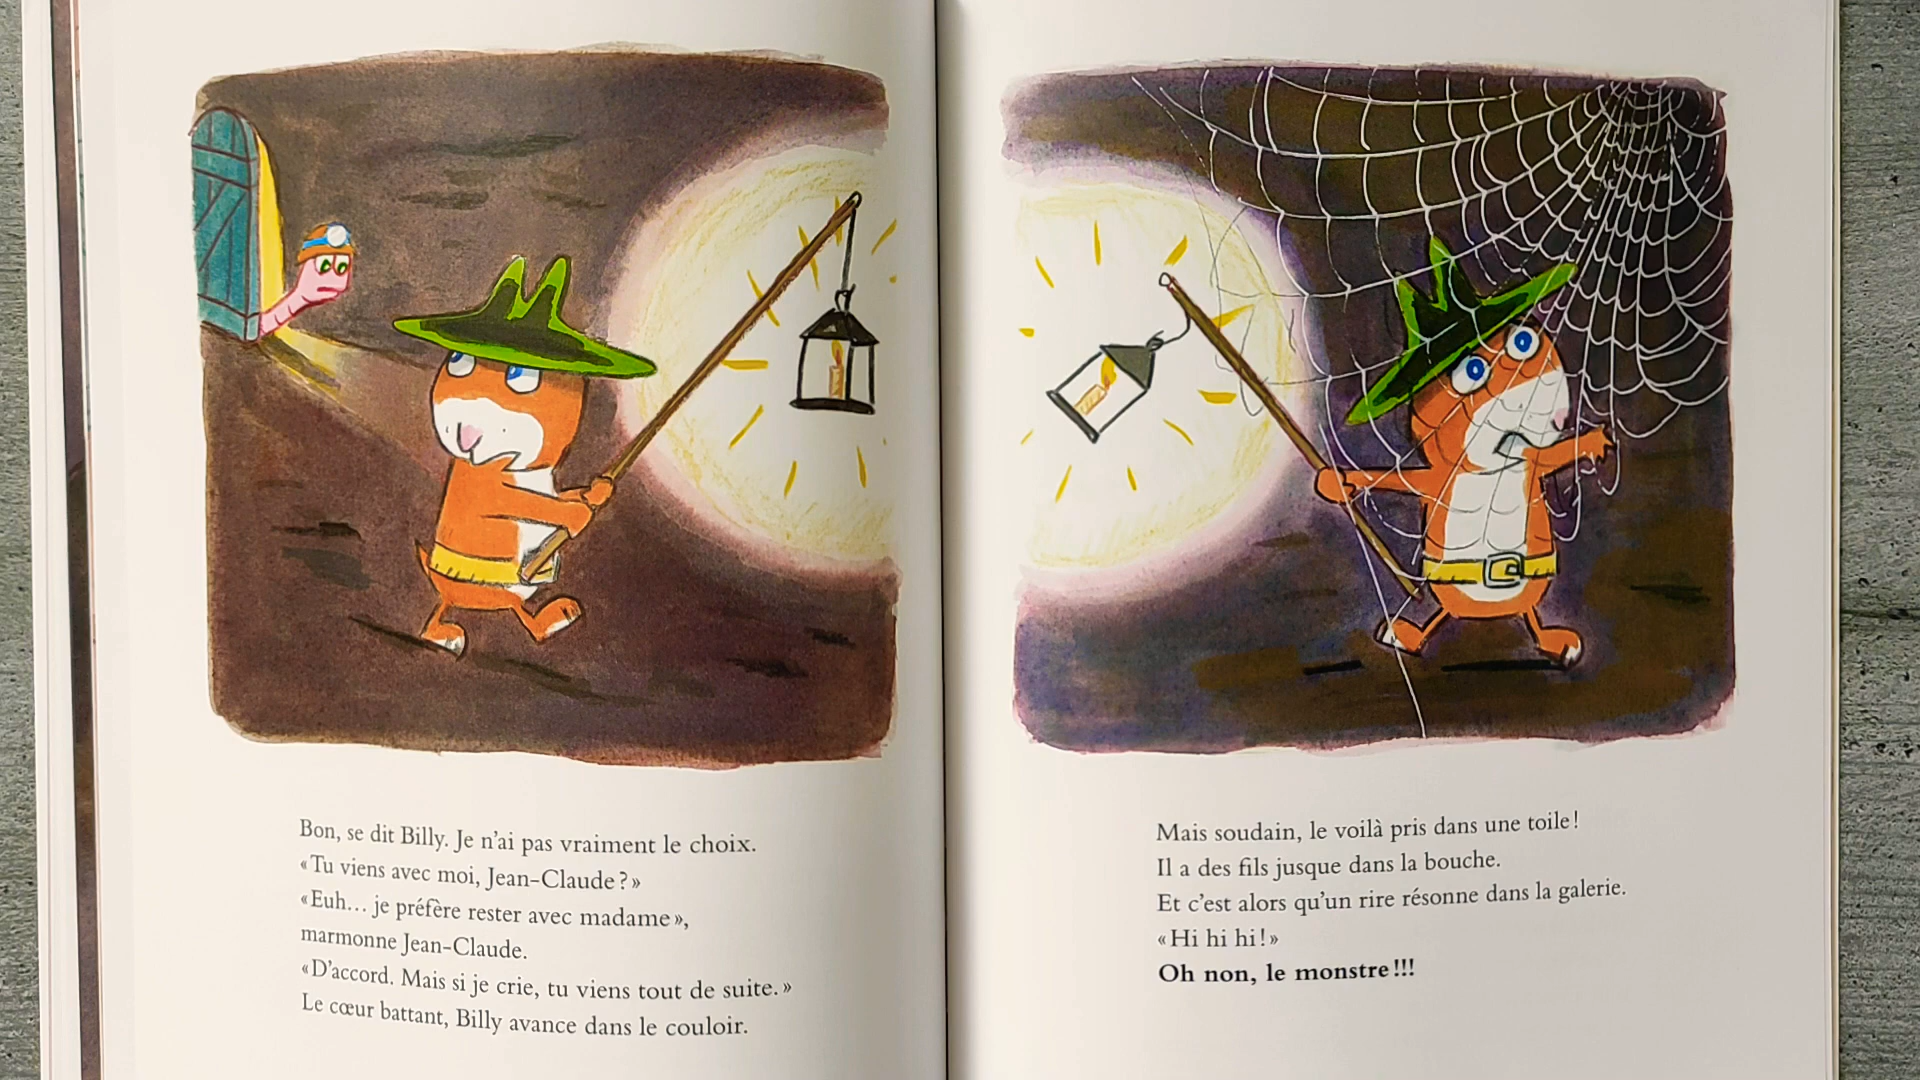 Bon, se dit Billy. Je n'ai pas vraiment le choix.
«Tu viens avec moi, Jean-Claude?»
«Euh… je préfère rester avec madame»,
marmonne Jean-Claude.
«D'accord. Mais si je crie, tu viens tout de suite.»
Le cœur battant, Billy avance dans le couloir.
Mais soudain, le voilà pris dans une toile!
Il a des fils jusque dans la bouche.
Et c'est alors qu'un rire résonne dans la galerie.
«Hi hi hi!»
Oh non, le monstre!!!